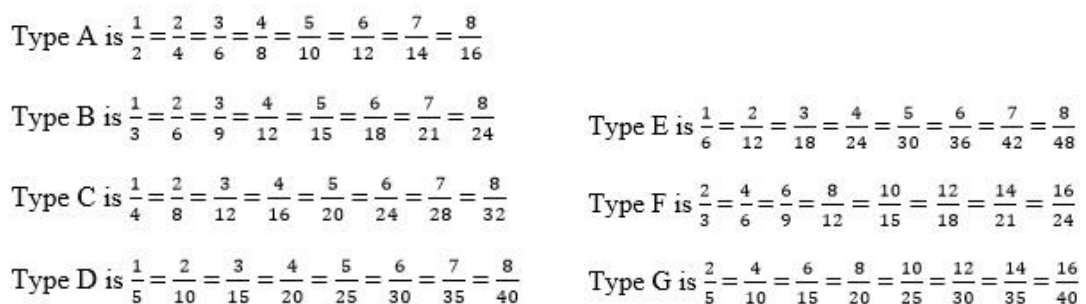 Type A is 1/2 = 2/4 = 3/6 = 4/8 = 5/10 = 6/12 = 7/14 = 8/16
Type B is 1/3 = 2/6 = 3/9 = 4/12 = 5/15 = 6/18 = 7/21 = 8/24
Type C is 1/4 = 2/8 = 3/12 = 4/16 = 5/20 = 6/24 = 7/28 = 8/32
Type D is 1/5 = 2/10 = 3/15 = 4/20 = 5/25 = 6/30 = 7/35 = 8/40
Type E is 1/6 = 2/12 = 3/18 = 4/24 = 5/30 = 6/36 = 7/42 = 8/48
Type F is 2/3 = 4/6 = 6/9 = 8/12 = 10/15 = 12/18 = 14/21 = 16/24
Type G is 2/5 = 4/10 = 6/15 = 8/20 = 10/25 = 12/30 = 14/35 = 16/40